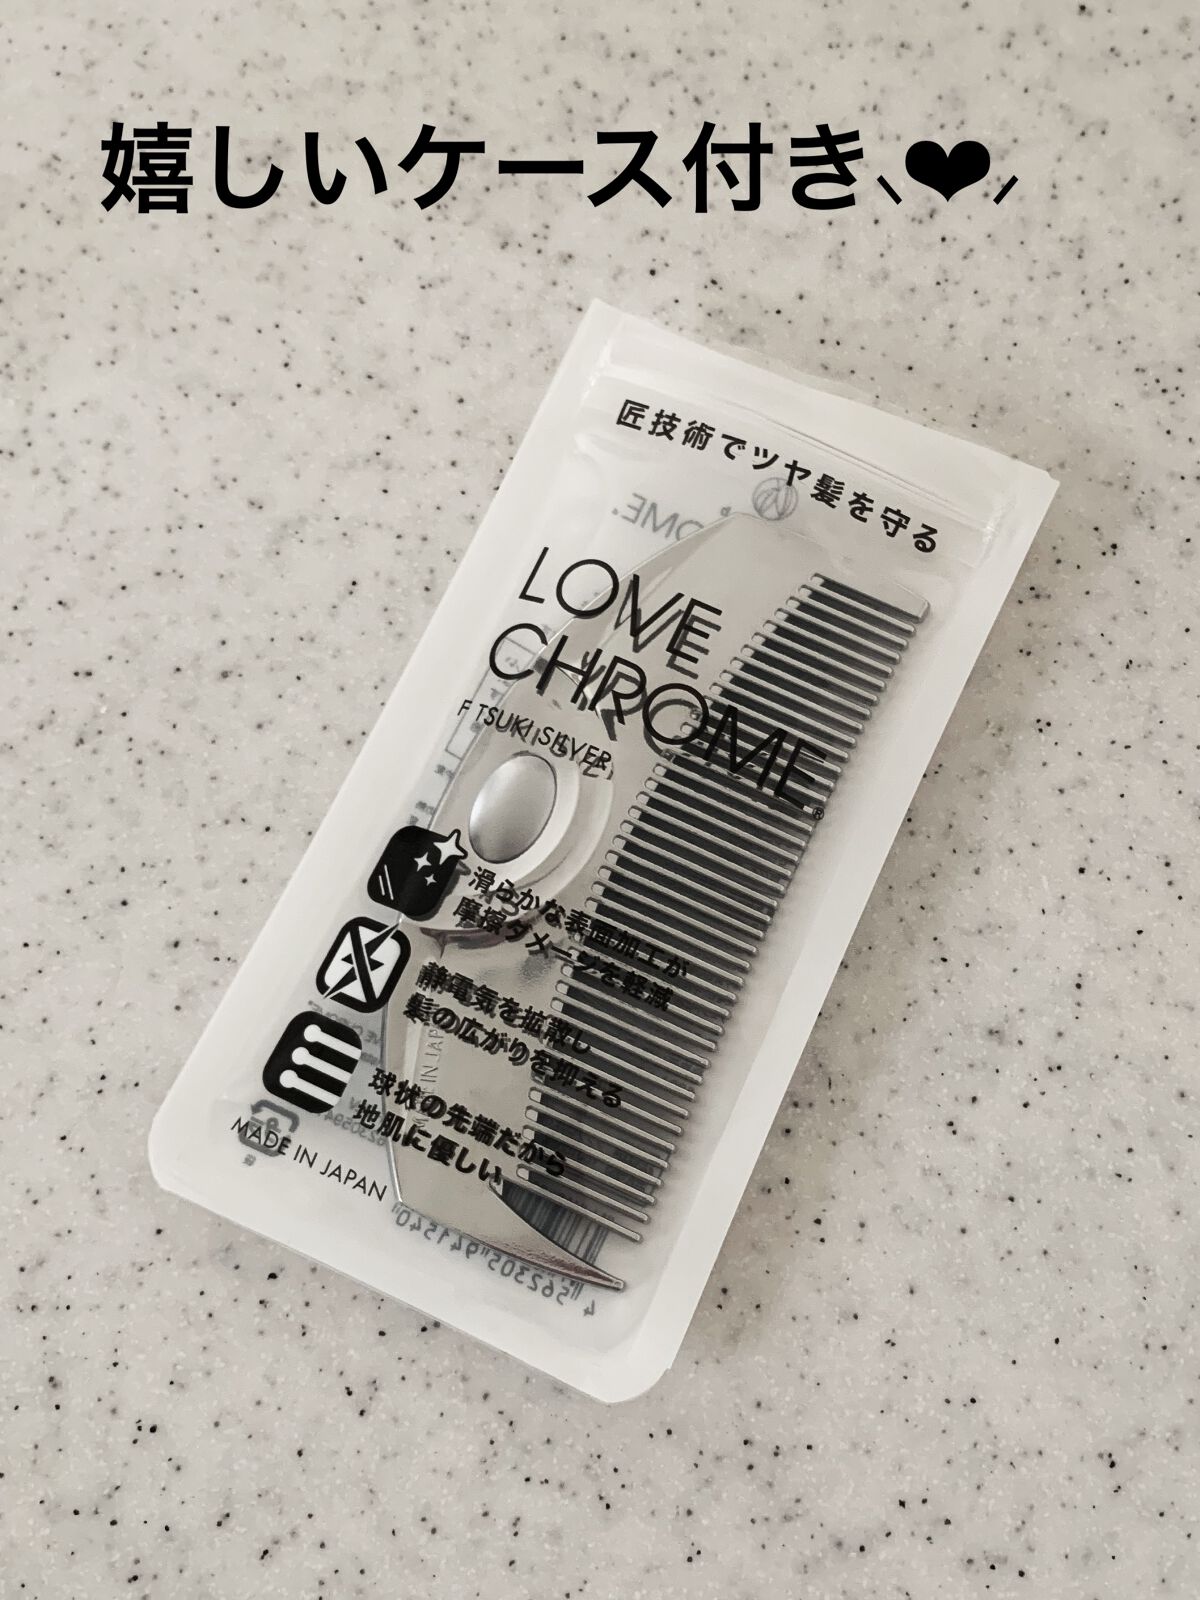 嬉しいケース付き
匠技術でツヤ髪を守る
LOVE
CHROME®
F TSUKI SILVER
滑らかな表面加工が
摩擦ダメージを軽減
静電気を拡散し
髪の広がりを抑える
球状の先端だから
地肌に優しい
MADE IN JAPAN
4"562305"941540"